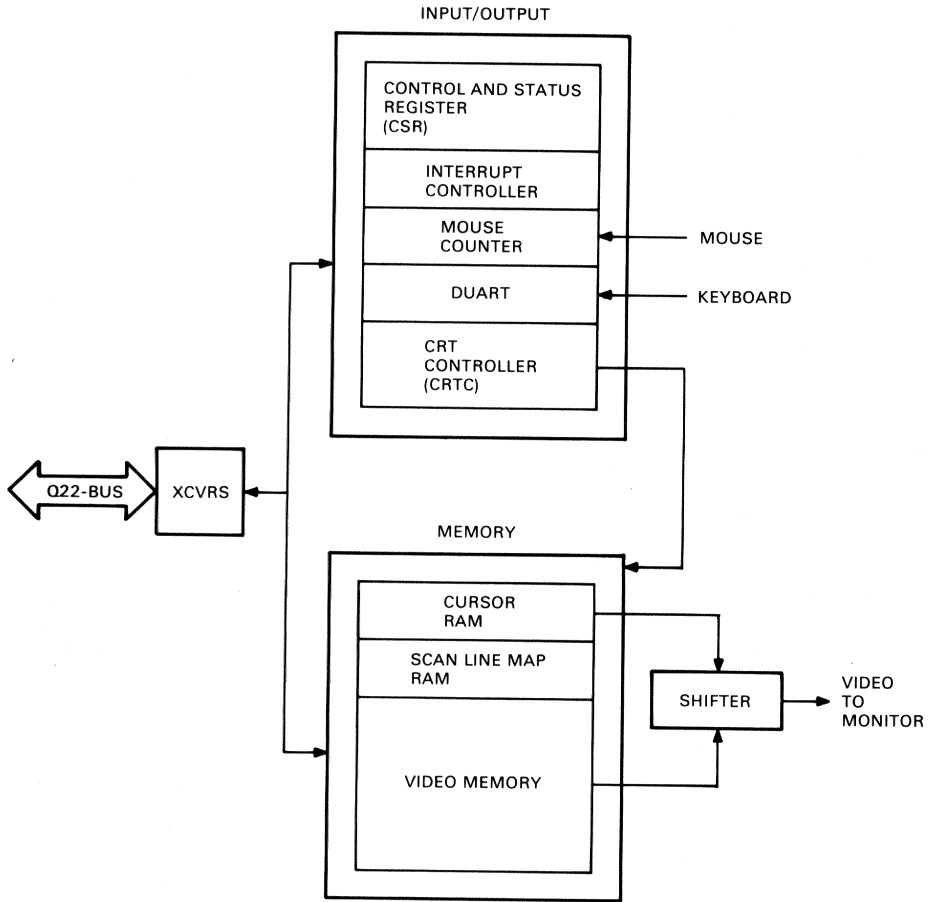 INPUT/OUTPUT
CONTROL AND STATUS
REGISTER
(CSR)
INTERRUPT
CONTROLLER
MOUSE
COUNTER
MOUSE
DUART
KEYBOARD
CRT
CONTROLLER
(CRTC)
Q22-BUS
XCVRS
MEMORY
CURSOR
RAM
SCAN LINE MAP
RAM
SHIFTER
VIDEO
TO
MONITOR
VIDEO MEMORY